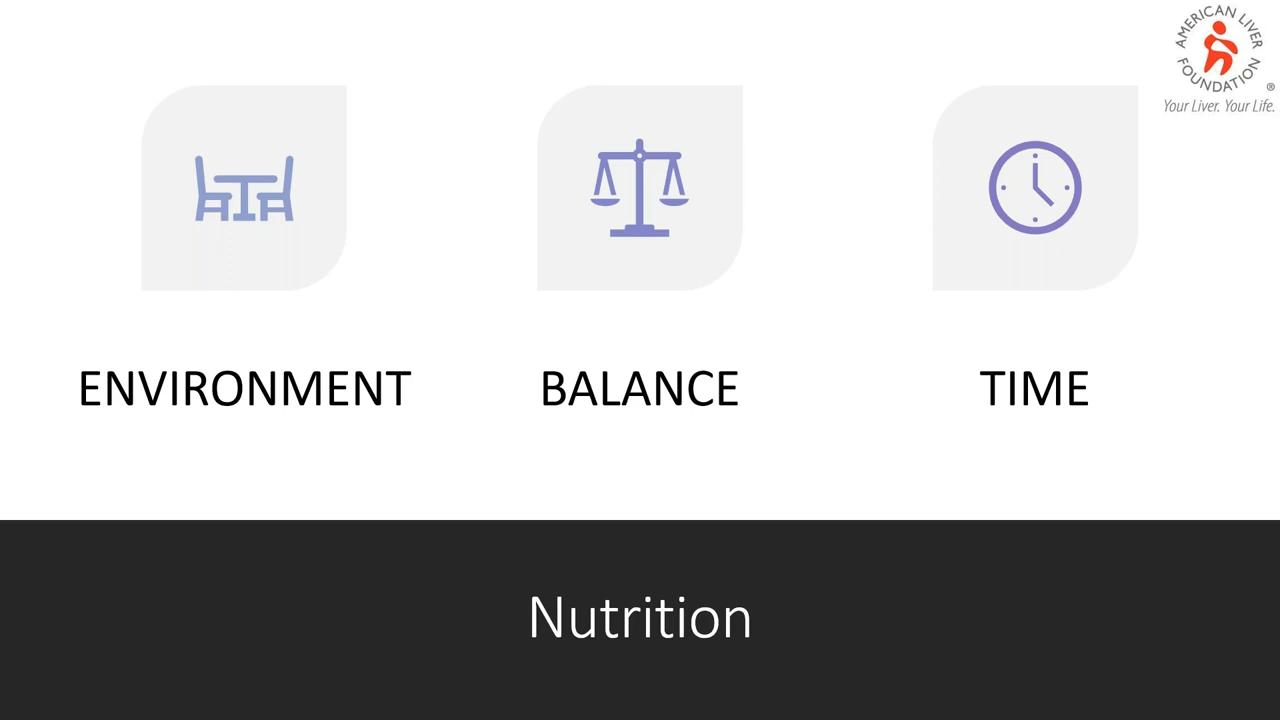 AMERICAN LIVER
FOUNDATION
®
Your Liver. Your Life.
ENVIRONMENT
BALANCE
TIME
Nutrition